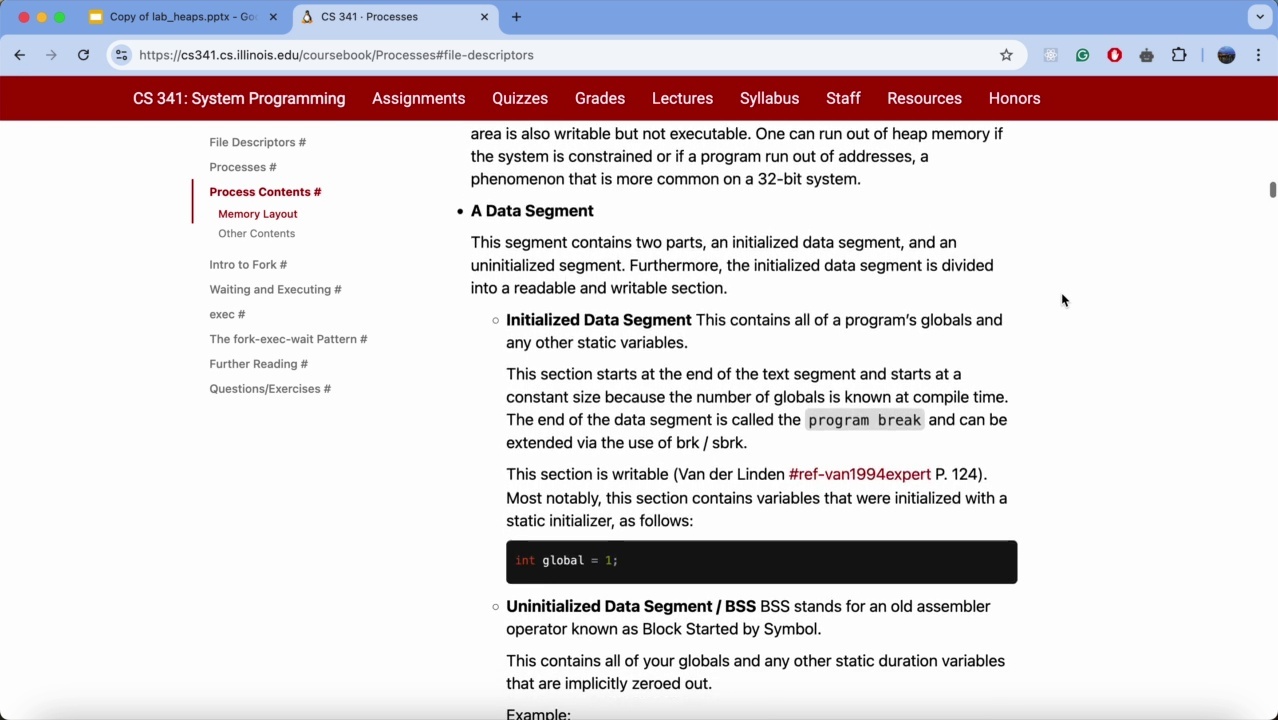 Copy of lab_heaps.pptx - Goo
CS 341 · Processes
https://cs341.cs.illinois.edu/coursebook/Processes#file-descriptors
CS 341: System Programming
Assignments
Quizzes
Grades
Lectures
Syllabus
Staff
Resources
Honors
File Descriptors #
Processes #
Process Contents #
Memory Layout
Other Contents
Intro to Fork #
Waiting and Executing #
exec #
The fork-exec-wait Pattern #
Further Reading #
Questions/Exercises #
area is also writable but not executable. One can run out of heap memory if
the system is constrained or if a program run out of addresses, a
phenomenon that is more common on a 32-bit system.
• A Data Segment
This segment contains two parts, an initialized data segment, and an
uninitialized segment. Furthermore, the initialized data segment is divided
into a readable and writable section.
○ Initialized Data Segment This contains all of a program’s globals and
any other static variables.
This section starts at the end of the text segment and starts at a
constant size because the number of globals is known at compile time.
The end of the data segment is called the program break and can be
extended via the use of brk / sbrk.
This section is writable (Van der Linden #ref-van1994expert P. 124).
Most notably, this section contains variables that were initialized with a
static initializer, as follows:
int global = 1;
○ Uninitialized Data Segment / BSS BSS stands for an old assembler
operator known as Block Started by Symbol.
This contains all of your globals and any other static duration variables
that are implicitly zeroed out.
Example: